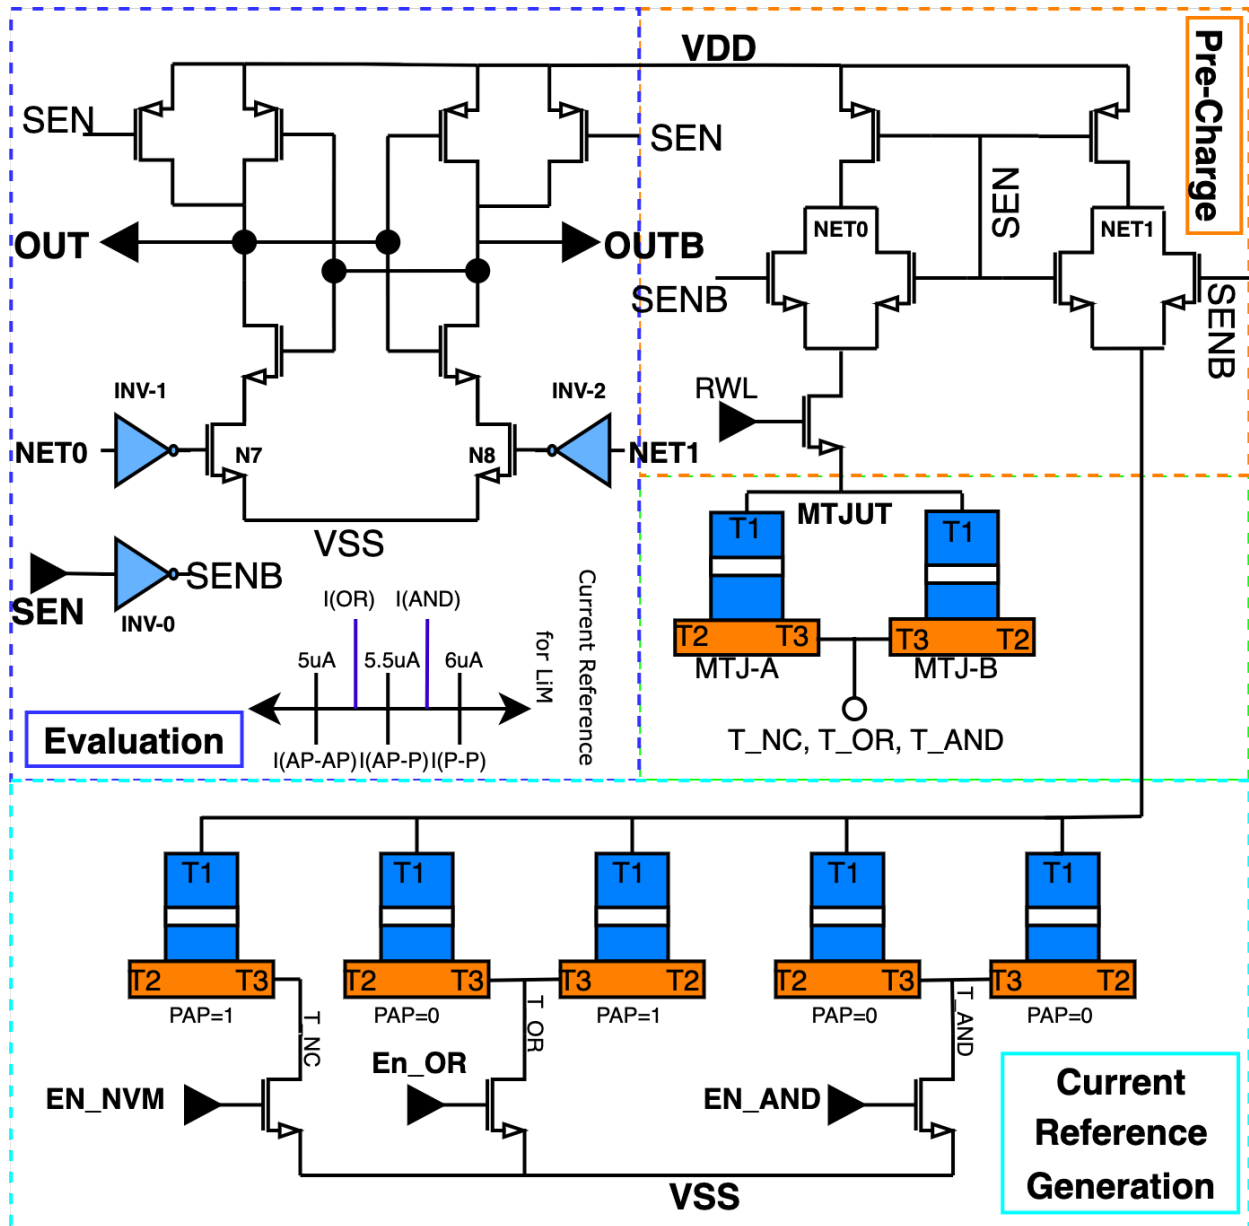 VDD
Pre-Charge
SEN
SEN
SEN
NET0
NET1
OUT
OUTB
SENB
SENB
INV-1
INV-2
RWL
NET0
N7
N8
NET1
VSS
MTJUT
T1
T1
SEN
SENB
INV-0
I(OR)
I(AND)
Current Reference
for LiM
5uA
5.5uA
6uA
T2
T3
T3
T2
MTJ-A
MTJ-B
Evaluation
I(AP-AP)
I(AP-P)
I(P-P)
T_NC, T_OR, T_AND
T1
T1
T1
T1
T1
T2
T3
T2
T3
T3
T2
T2
T3
T3
T2
PAP=1
PAP=0
PAP=1
PAP=0
PAP=0
T_NC
T_OR
T_AND
EN_NVM
En_OR
EN_AND
Current
Reference
Generation
VSS